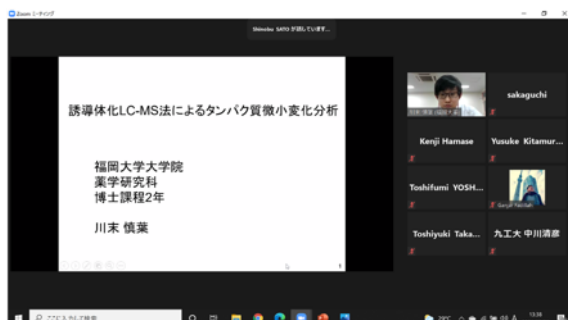 Zoom ミーティング
Shinobu SATO が話しています...
誘導体化LC-MS法によるタンパク質微小変化分析
福岡大学大学院
薬学研究科
博士課程2年
川末 慎葉
1
sakaguchi
Kenji Hamase
Yusuke Kitamur...
Toshifumi YOSH...
Toshiyuki Taka...
九工大 中川清彦
ここに入力して検索
15:38